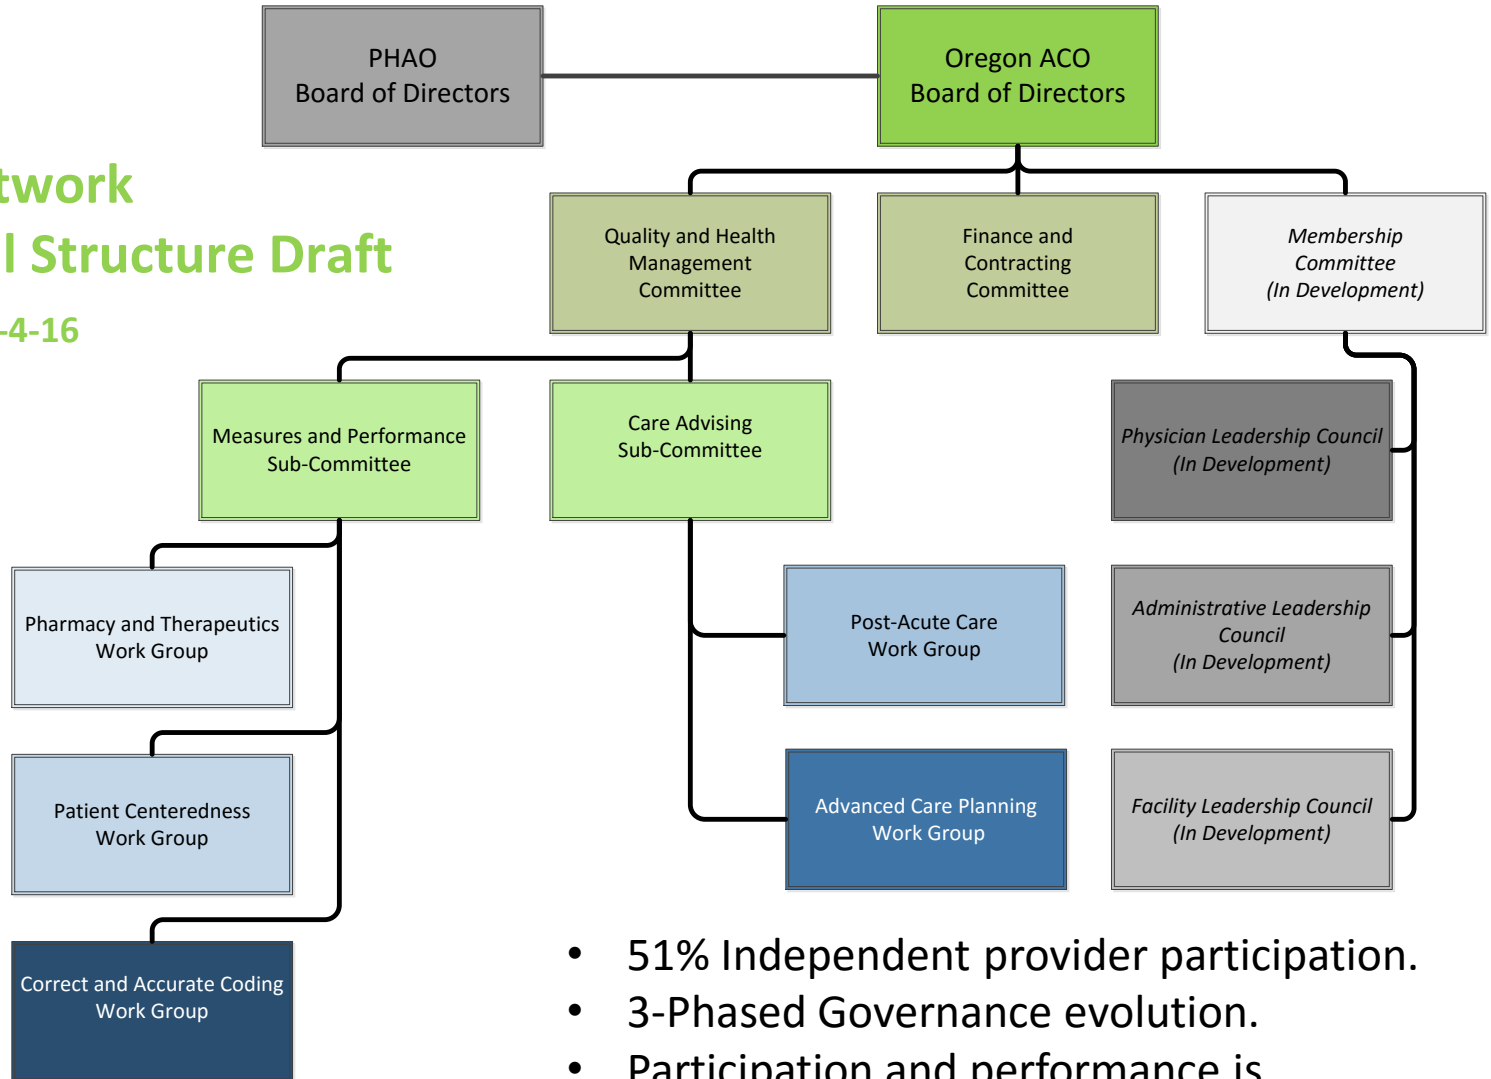 PHAO
Board of Directors
Oregon ACO
Board of Directors
twork
l Structure Draft
-4-16
Quality and Health
Management
Committee
Finance and
Contracting
Committee
Membership
Committee
(In Development)
Measures and Performance
Sub-Committee
Care Advising
Sub-Committee
Physician Leadership Council
(In Development)
Pharmacy and Therapeutics
Work Group
Post-Acute Care
Work Group
Administrative Leadership
Council
(In Development)
Patient Centeredness
Work Group
Advanced Care Planning
Work Group
Facility Leadership Council
(In Development)
Correct and Accurate Coding
Work Group
• 51% Independent provider participation.
• 3-Phased Governance evolution.
• Participation and performance is